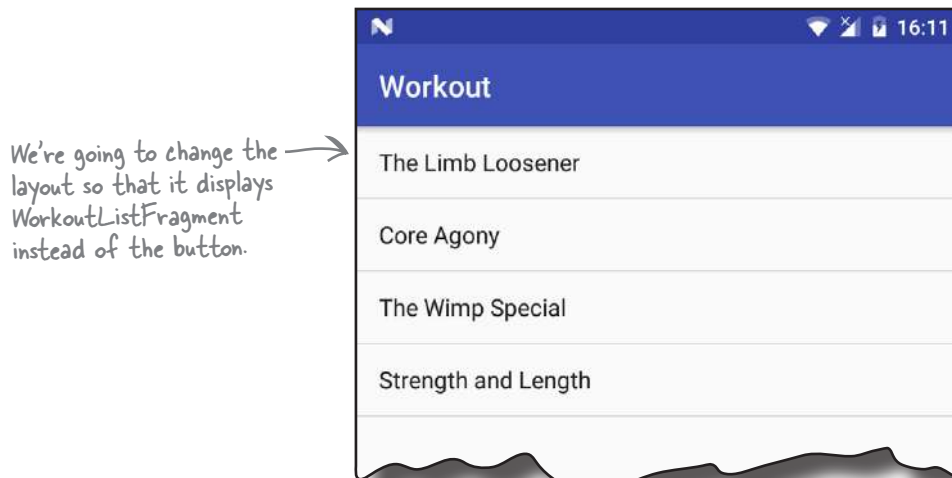 16:11
Workout
We're going to change the
layout so that it displays
WorkoutListFragment
instead of the button.
The Limb Loosener
Core Agony
The Wimp Special
Strength and Length